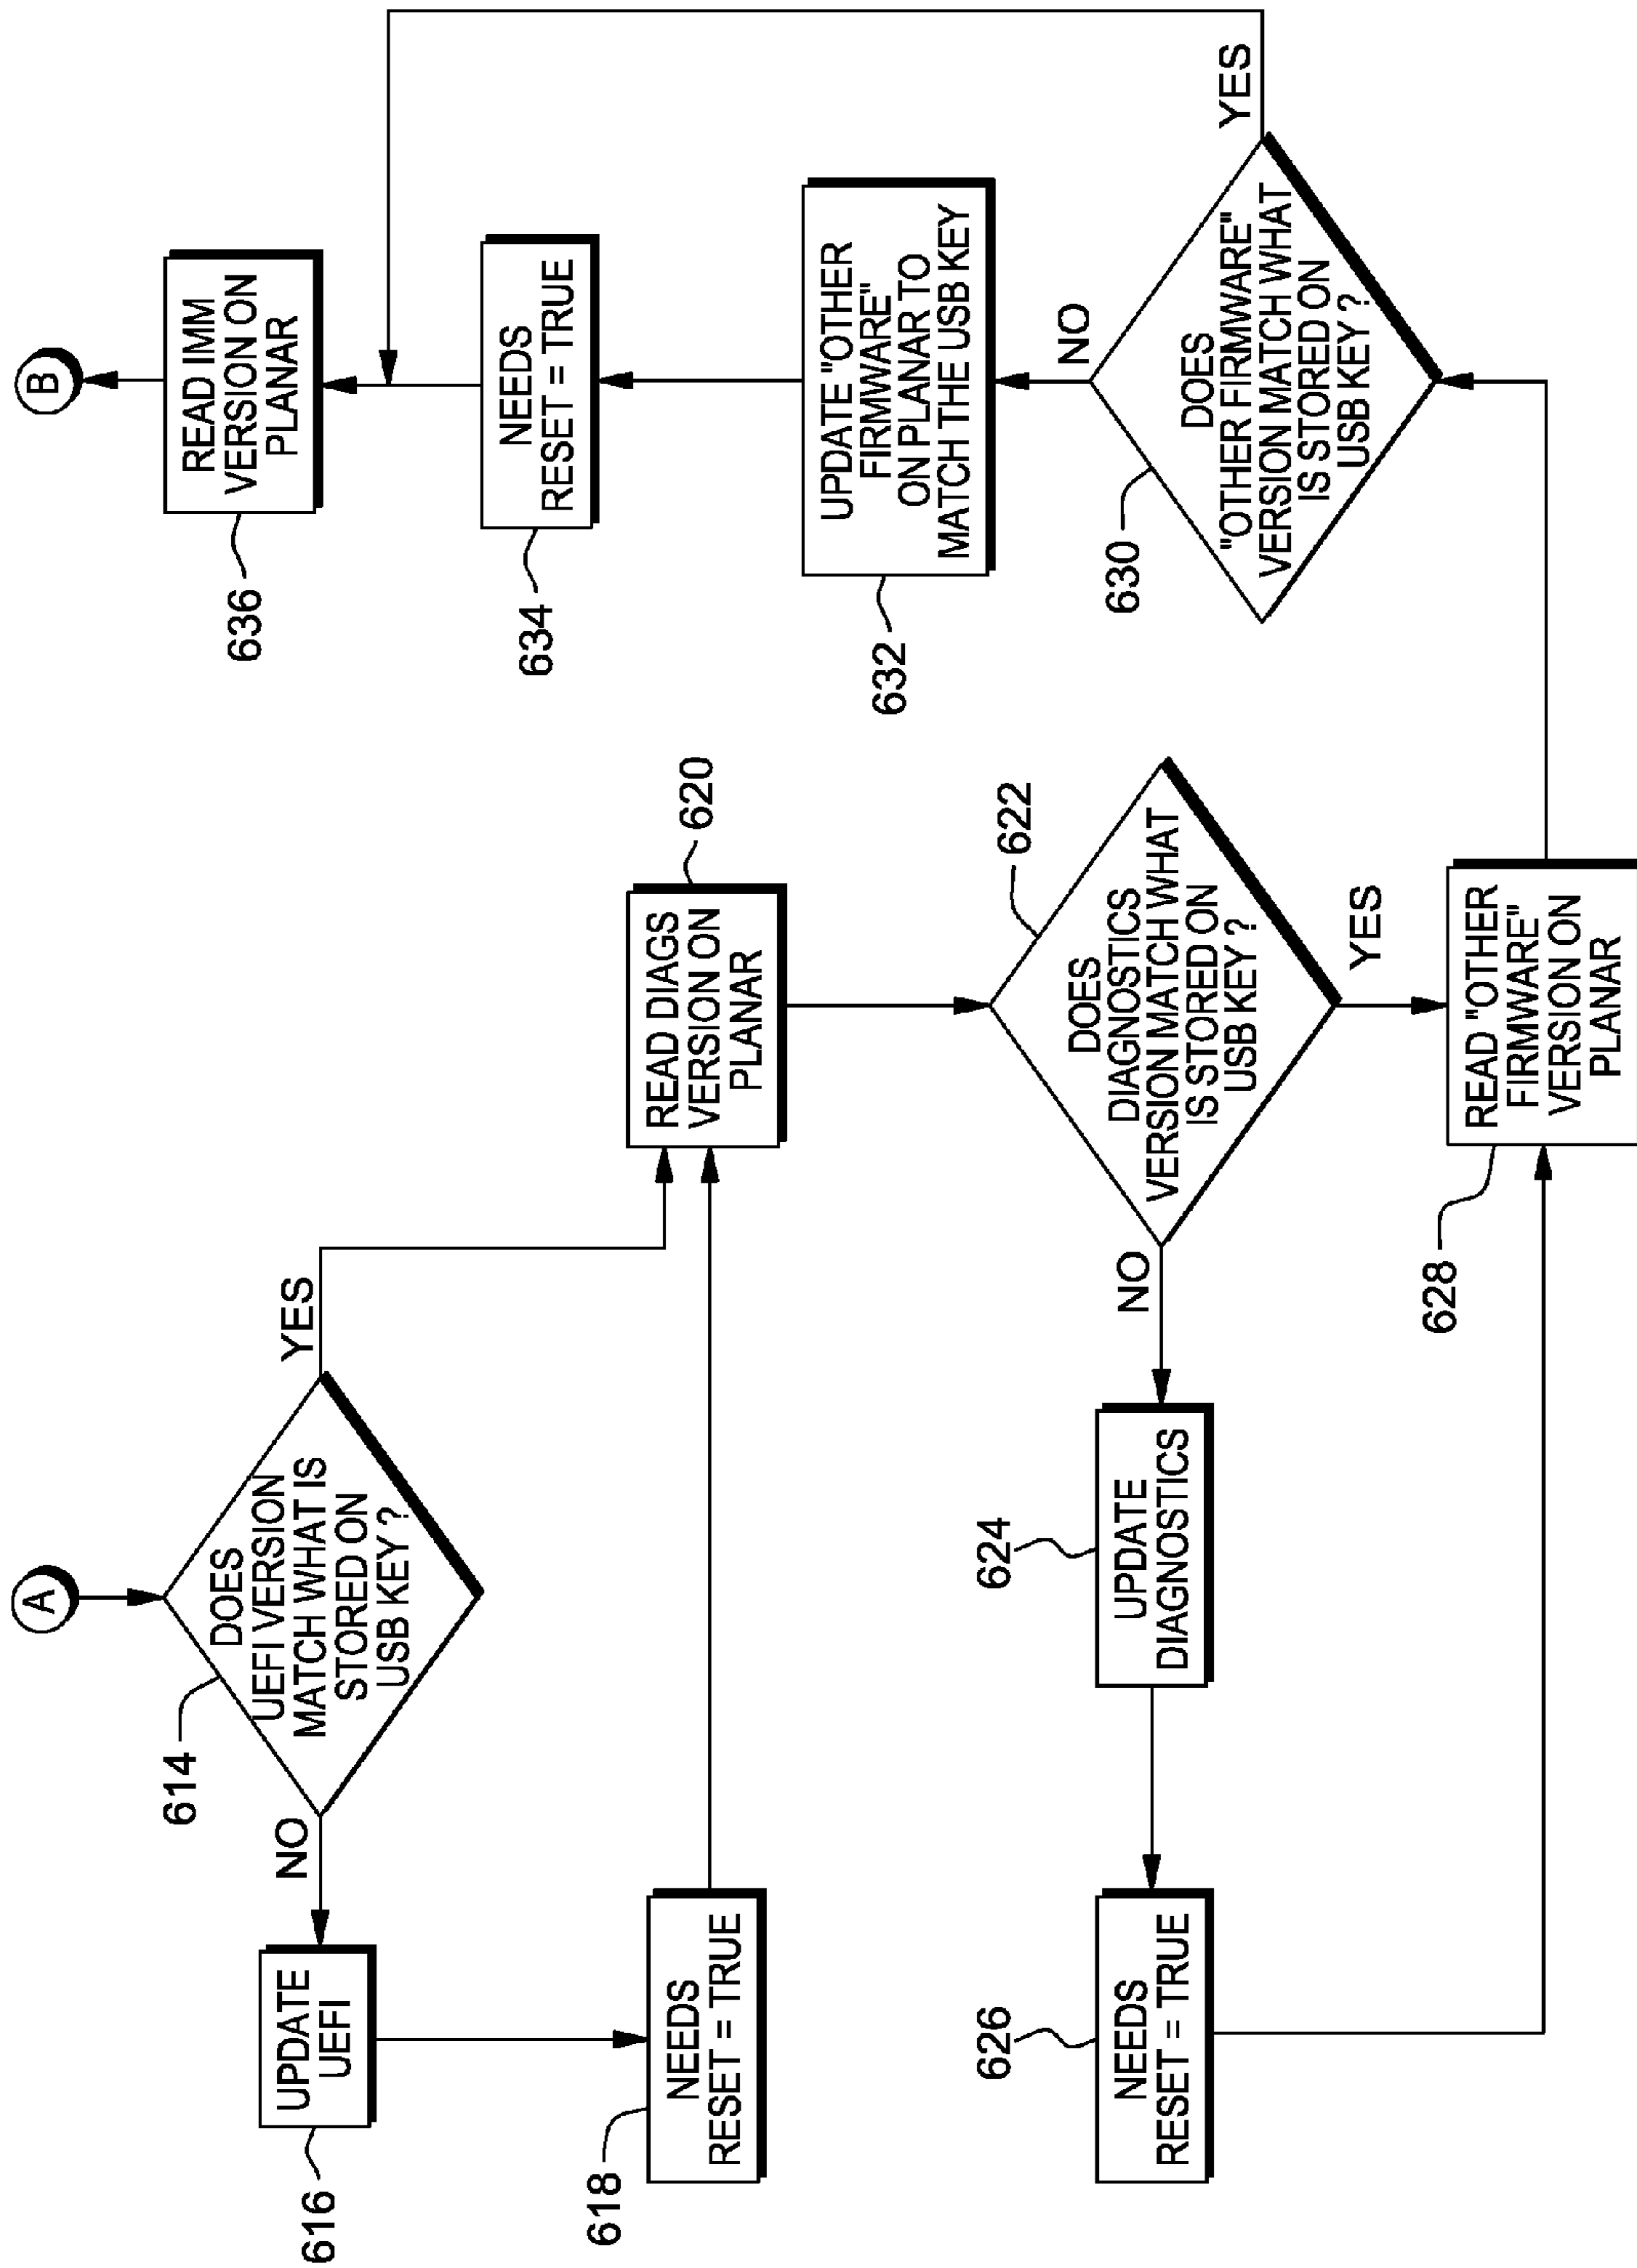 A
DOES
UEFI VERSION
MATCH WHAT IS
STORED ON
USB KEY ?
614
NO
YES
UPDATE
UEFI
616
NEEDS
RESET = TRUE
618
READ DIAGS
VERSION ON
PLANAR
620
DOES
DIAGNOSTICS
VERSION MATCH WHAT
IS STORED ON
USB KEY ?
622
NO
YES
UPDATE
DIAGNOSTICS
624
NEEDS
RESET = TRUE
626
READ "OTHER
FIRMWARE"
VERSION ON
PLANAR
628
DOES
"OTHER FIRMWARE"
VERSION MATCH WHAT
IS STORED ON
USB KEY ?
630
NO
YES
UPDATE "OTHER
FIRMWARE"
ON PLANAR TO
MATCH THE USB KEY
632
NEEDS
RESET = TRUE
634
READ IMM
VERSION ON
PLANAR
636
B